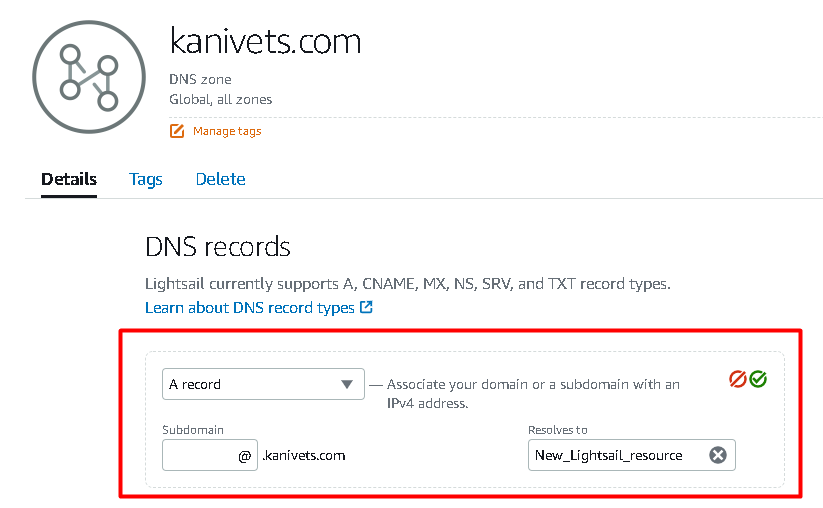 kanivets.com
DNS zone
Global, all zones
Manage tags
Details Tags Delete
DNS records
Lightsail currently supports A, CNAME, MX, NS, SRV, and TXT record types.
Learn about DNS record types
A record — Associate your domain or a subdomain with an
IPv4 address.
Subdomain Resolves to
@ .kanivets.com New_Lightsail_resource